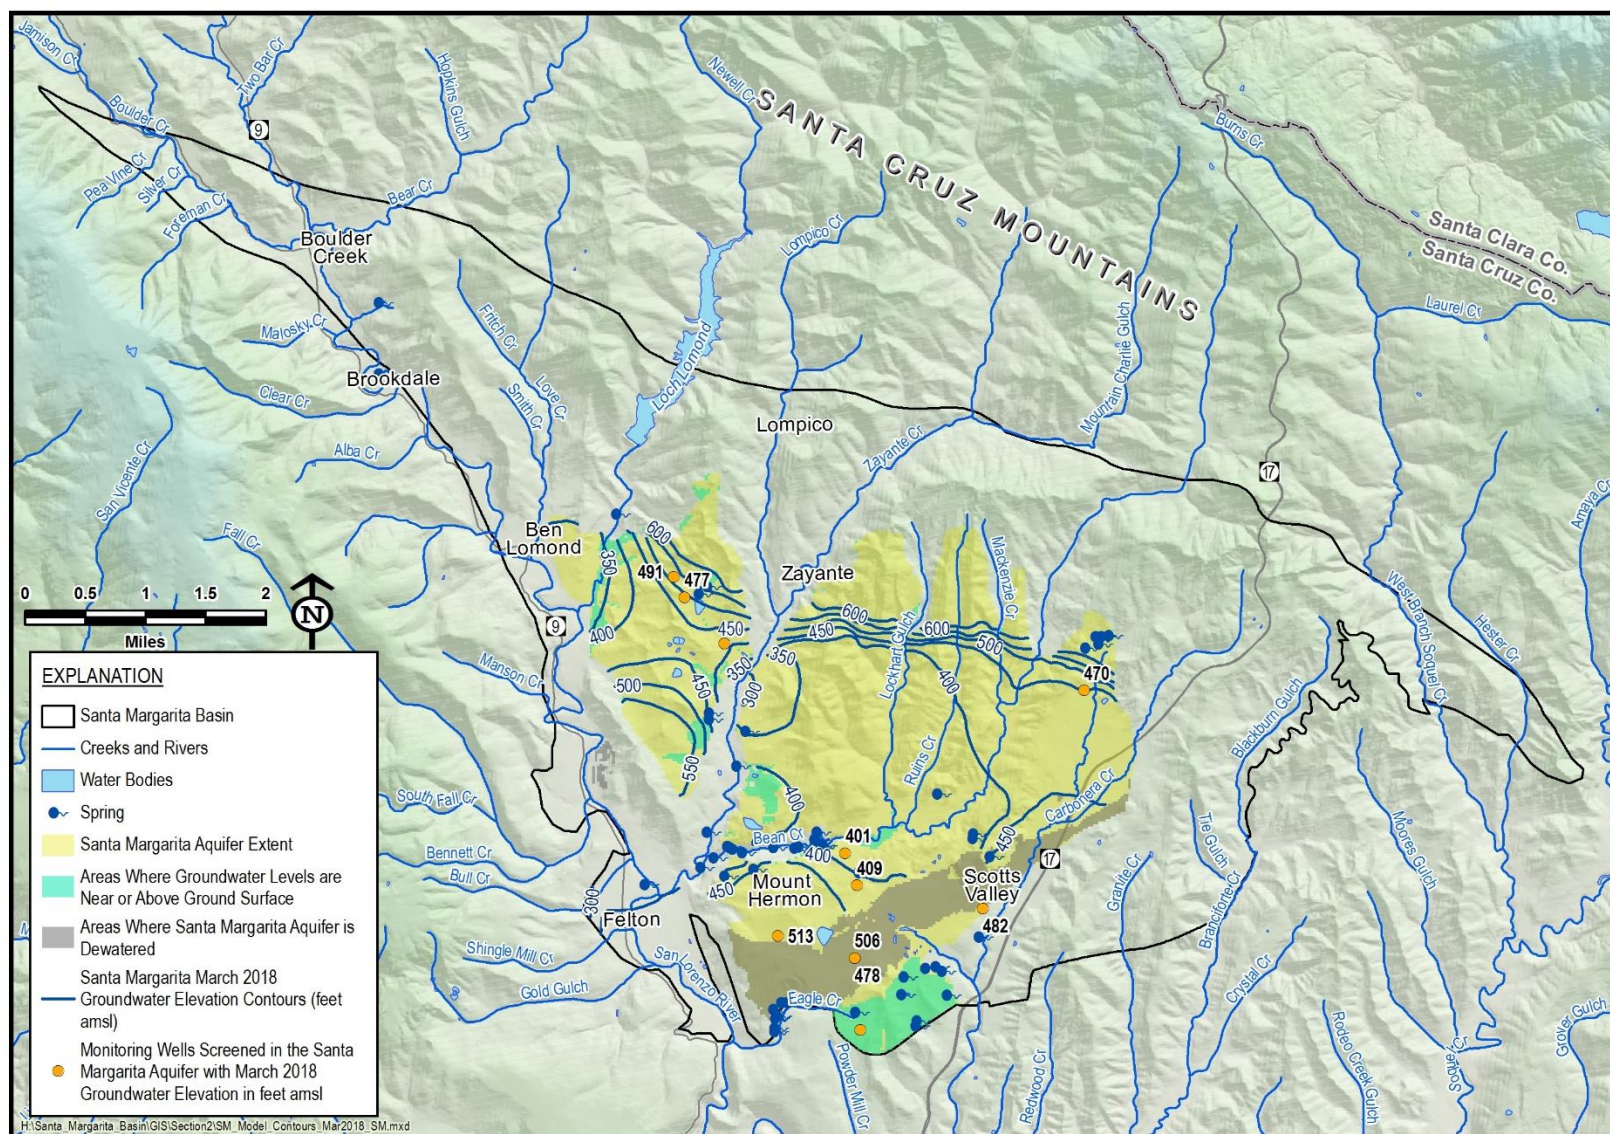 Jamison Cr
Two Bar Cr
Hopkins Gulch
Newell Cr
Boulder Cr
9
SANTA CRUZ MOUNTAINS
Burns Cr
Pea Vine Cr
Silver Cr
Foreman Cr
Bear Cr
Lompico Cr
Santa Clara Co.
Santa Cruz Co.
Boulder
Creek
Laurel Cr
Malosky Cr
Fritch Cr
Loch Lomond
Mountain Charlie Gulch
Brookdale
Clear Cr
Smith Cr
Love Cr
Lompico
Zayante Cr
17
Alba Cr
San Vicente Cr
Amaya Cr
Fall Cr
Ben
Lomond
350
600
491
477
Zayante
Mackenzie Cr
West Branch Soquel Cr
Hester Cr
0 0.5 1 1.5 2
Miles
N
9
400
450
600
450
600
500
Lockhart Gulch
350
350
450
300
500
400
470
Manson Cr
Blackburn Gulch
550
Ruins Cr
400
Carbonera Cr
South Fall Cr
Tie Gulch
Moores Gulch
Bean Cr
401
400
450
17
Bennett Cr
Bull Cr
450
Mount
Hermon
409
Scotts
Valley
Granite Cr
Branciforte Cr
300
Felton
482
513
506
478
Shingle Mill Cr
San Lorenzo River
Gold Gulch
Eagle Cr
Crystal Cr
Powder Mill Cr
Redwood Cr
Rodeo Creek Gulch
Soquel Cr
Grover Gulch
EXPLANATION
Santa Margarita Basin
Creeks and Rivers
Water Bodies
Spring
Santa Margarita Aquifer Extent
Areas Where Groundwater Levels are
Near or Above Ground Surface
Areas Where Santa Margarita Aquifer is
Dewatered
Santa Margarita March 2018
Groundwater Elevation Contours (feet
amsl)
Monitoring Wells Screened in the Santa
Margarita Aquifer with March 2018
Groundwater Elevation in feet amsl
H:\Santa_Margarita_Basin\GIS\Section2\SM_Model_Contours_Mar2018_SM.mxd